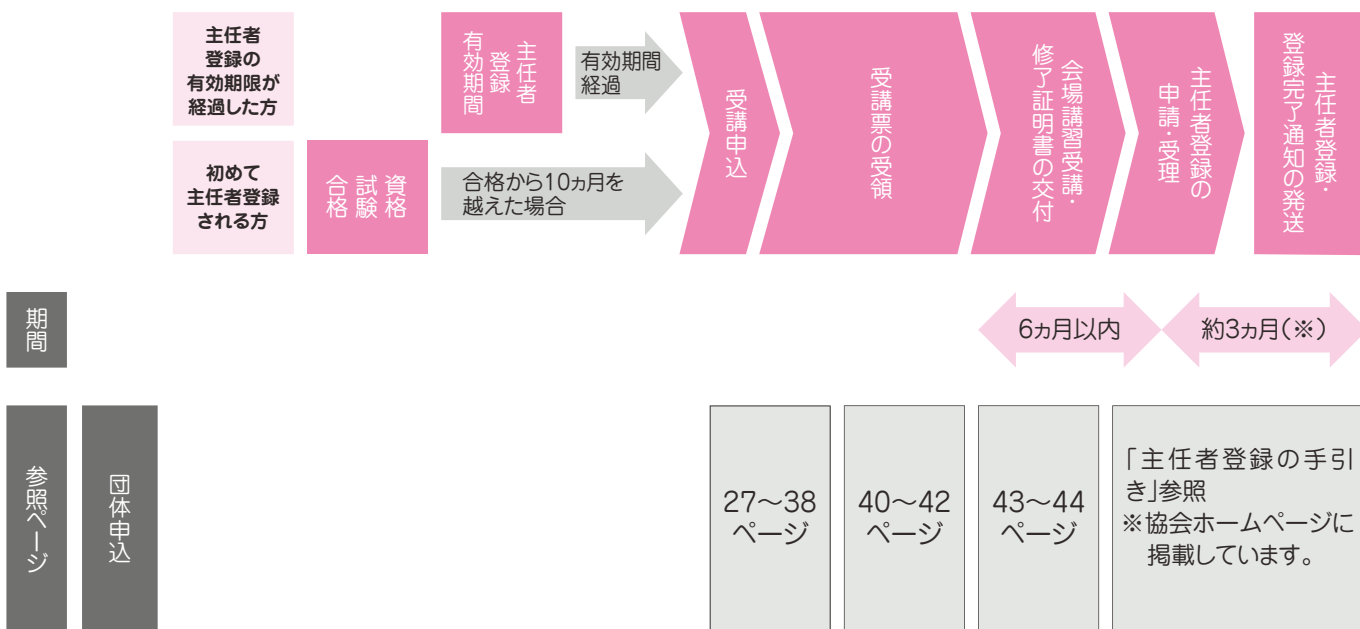 主任者
登録の
有効期限が
経過した方
主任者
登録
有効期間
有効期間
経過
初めて
主任者登録
される方
資格
試験
合格
合格から10ヵ月を
越えた場合
受講申込
受講票の受領
会場講習受講・
修了証明書の交付
主任者登録の
申請・受理
主任者登録・
登録完了通知の発送
期間
6ヵ月以内
約3ヵ月(※)
参照ページ
団体申込
27〜38
ページ
40〜42
ページ
43〜44
ページ
「主任者登録の手引
き」参照
※協会ホームページに
掲載しています。